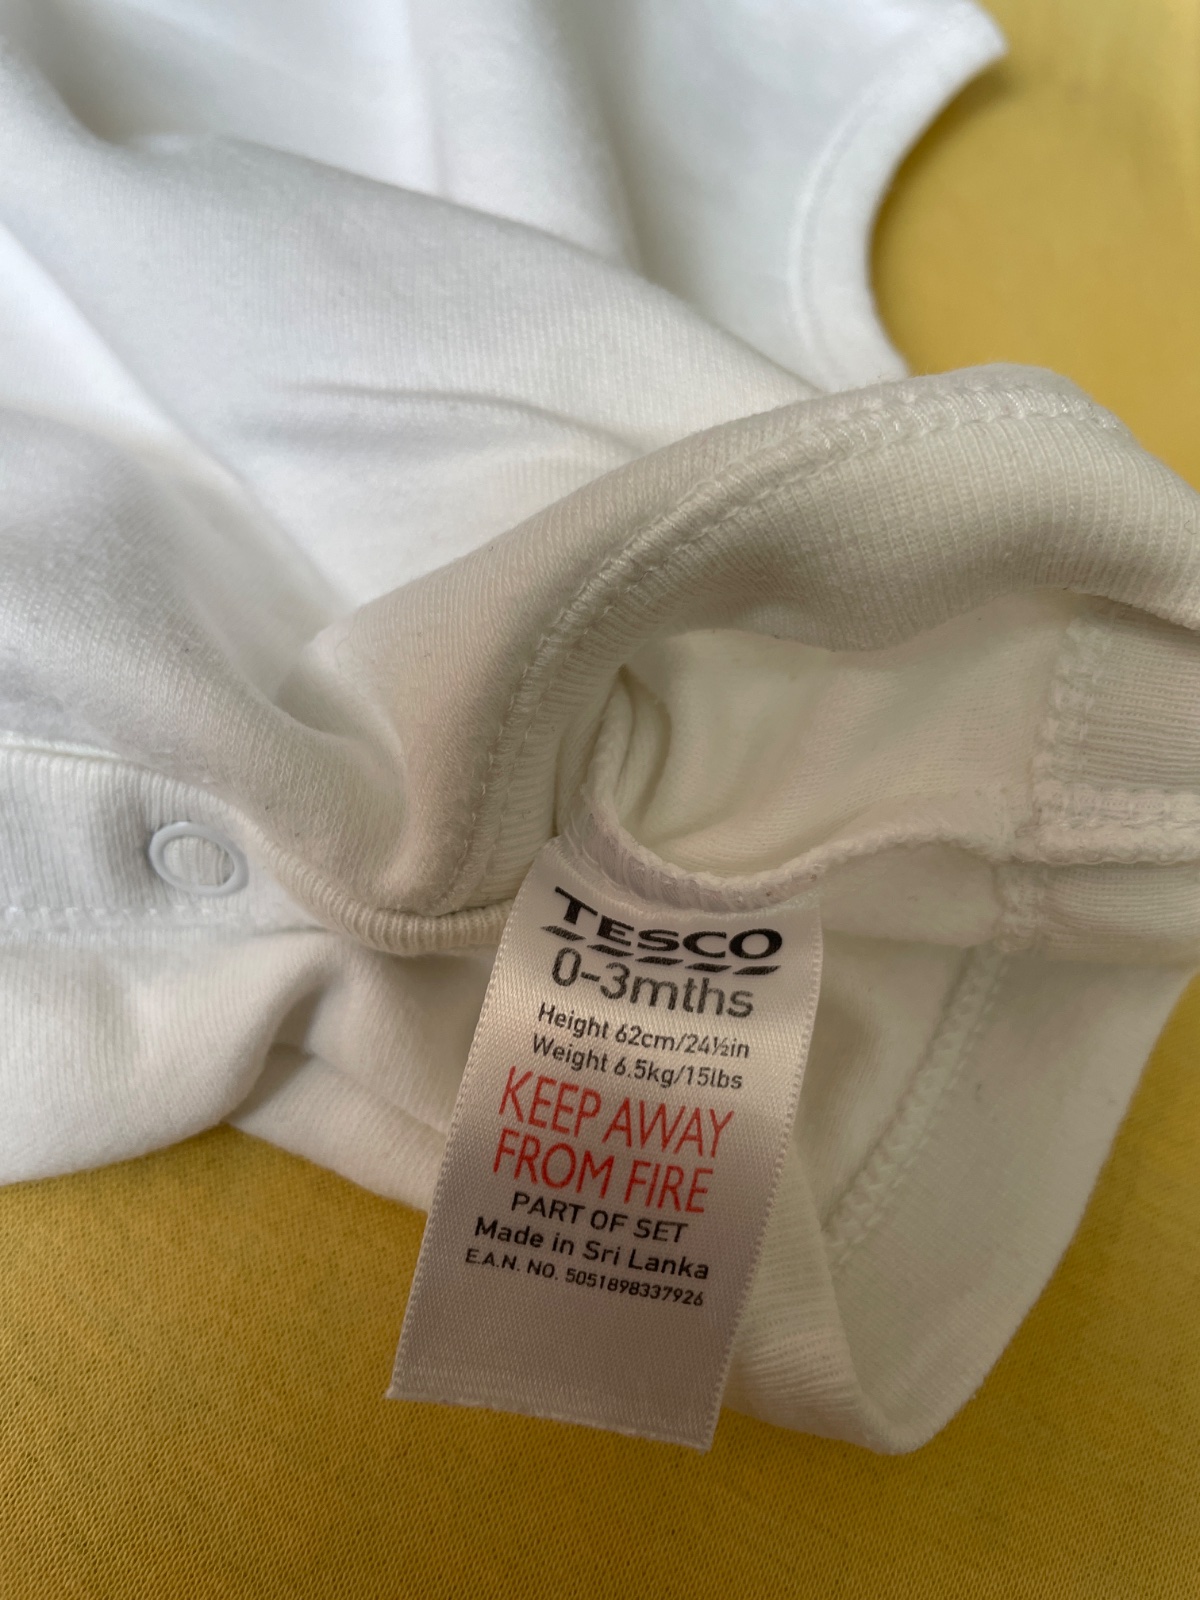 TESCO
0-3mths
Height 62cm/24½in
Weight 6.5kg/15lbs
KEEP AWAY
FROM FIRE
PART OF SET
Made in Sri Lanka
E.A.N. NO. 5051898337926